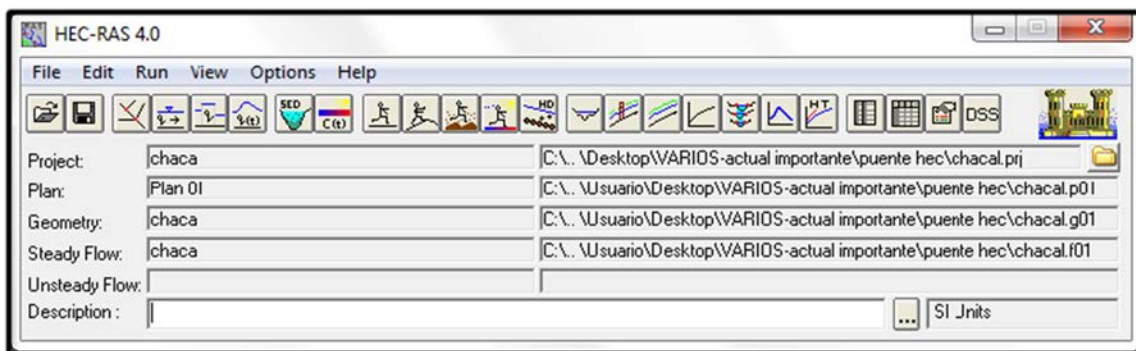 HEC-RAS 4.0
File Edit Run View Options Help
SED C(t) HD HT DSS
Project: chaca C:\.. \Desktop\VARIOS-actual importante\puente hec\chacal.prj
Plan: Plan 01 C:\.. \Usuario\Desktop\VARIOS-actual importante\puente hec\chacal.p01
Geometry: chaca C:\.. \Usuario\Desktop\VARIOS-actual importante\puente hec\chacal.g01
Steady Flow: chaca C:\.. \Usuario\Desktop\VARIOS-actual importante\puente hec\chacal.f01
Unsteady Flow:
Description : ... SI Jnits